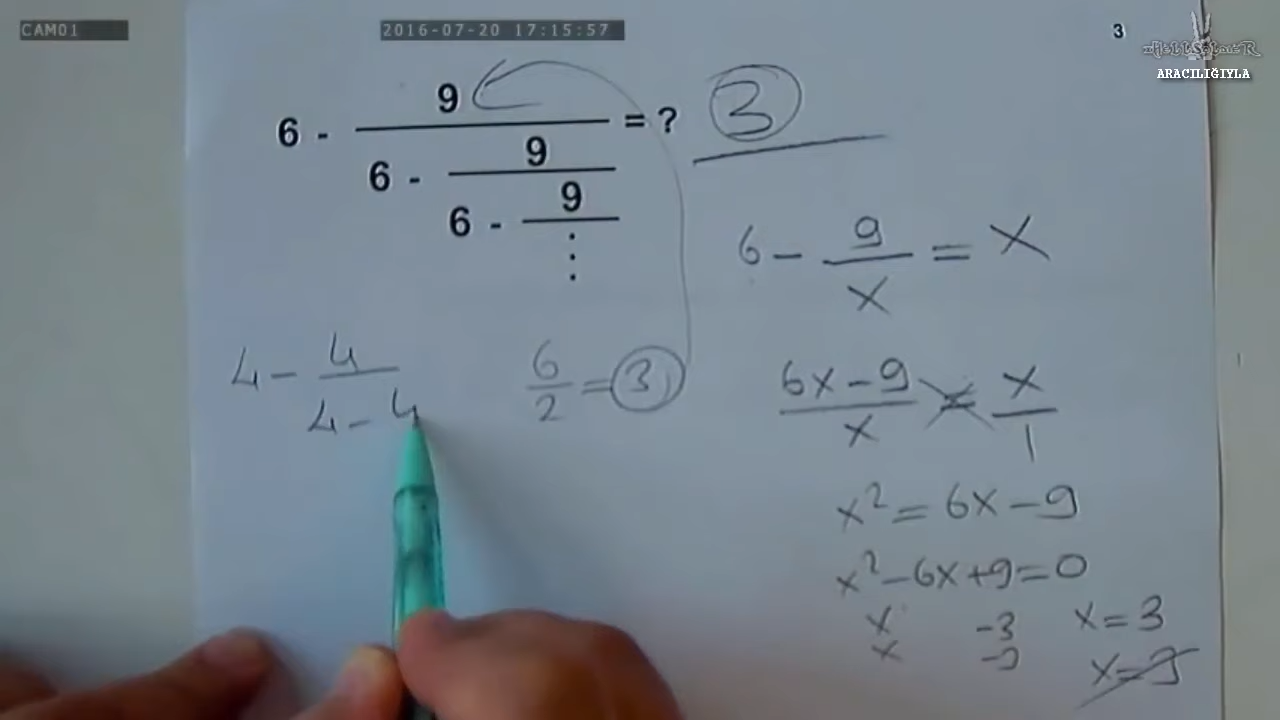 CAM01
2016-07-20 17:15:57
3
HELLSOLDIER
ARACILIĞIYLA
6 - 9 = ? 3
6 - 9
6 - 9
⋮
6 - 9/x = x
4 - 4/4 - 4
6/2 = 3
6x - 9/x = x/1
x² = 6x - 9
x² - 6x + 9 = 0
x -3 x = 3
x -3 x = 3